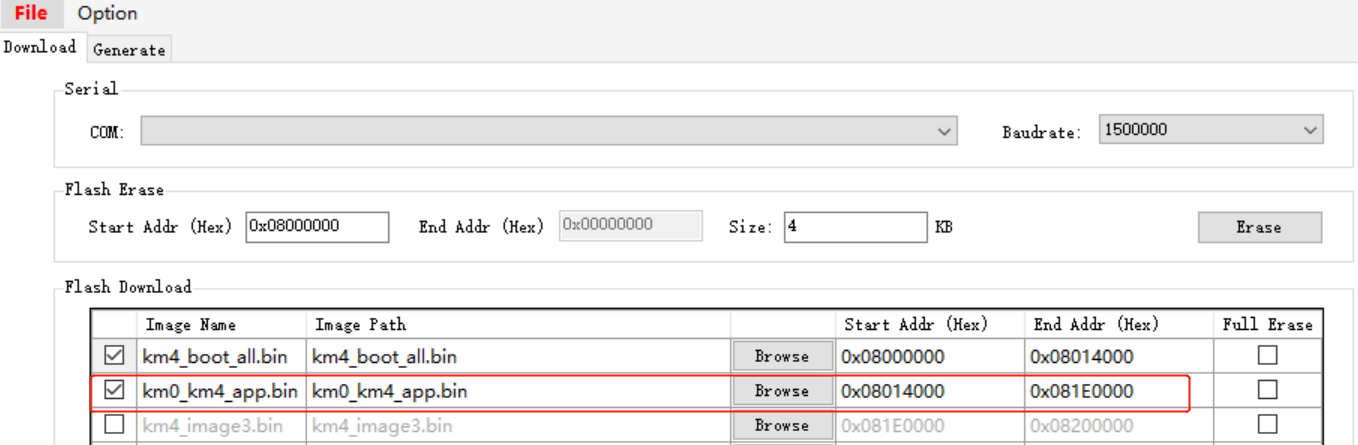 File Option
Download Generate
Serial
COM: Baudrate: 1500000
Flash Erase
Start Addr (Hex) 0x08000000 End Addr (Hex) 0x00000000 Size: 4 KB Erase
Flash Download
Image Name Image Path Start Addr (Hex) End Addr (Hex) Full Erase
km4_boot_all.bin km4_boot_all.bin Browse 0x08000000 0x08014000
km0_km4_app.bin km0_km4_app.bin Browse 0x08014000 0x081E0000
km4_image3.bin km4_image3.bin Browse 0x081E0000 0x08200000